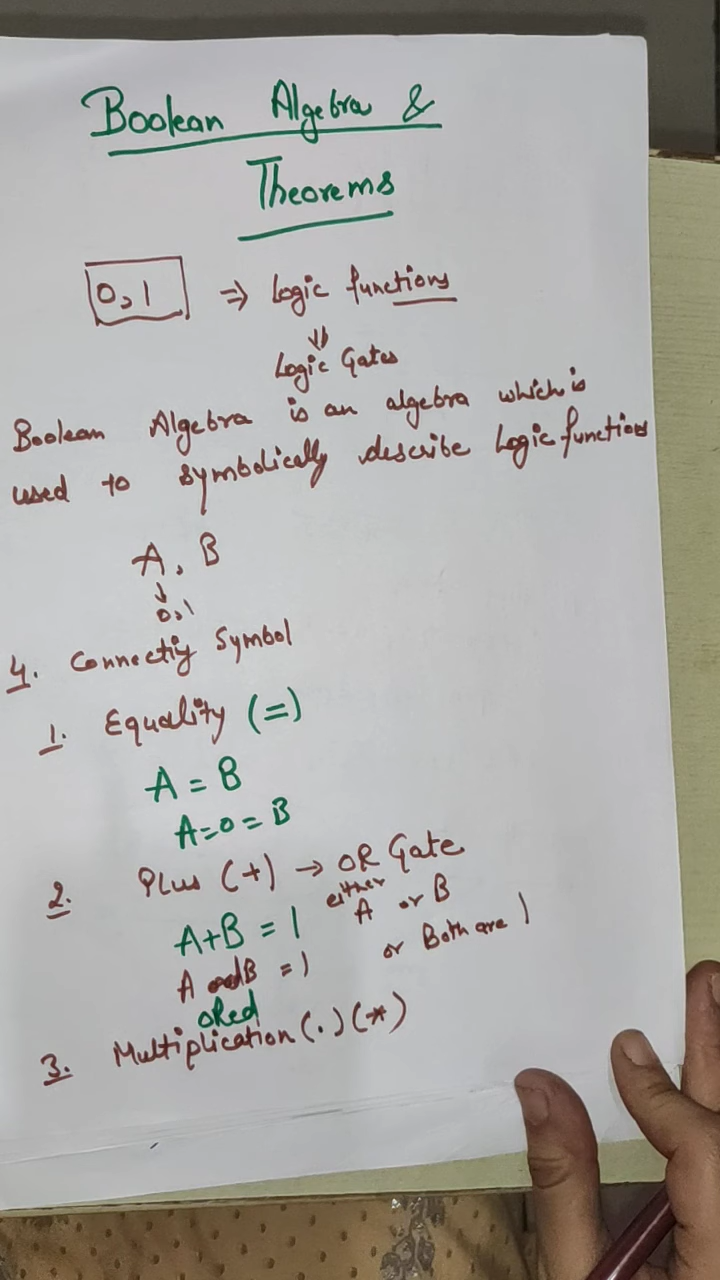 Boolean Algebra &
Theorems
0,1 ⇒ Logic functions
⇓
Logic Gates
Boolean Algebra is an algebra which is
used to symbolically describe Logic functions
A, B
↓
0,1
4. Connectiy Symbol
1. Equality (=)
A = B
A=0=B
2. Plus (+) → OR Gate
A+B = 1 either A or B
or Both are 1
A B =1
ORed
3. Multiplication (.) (*)